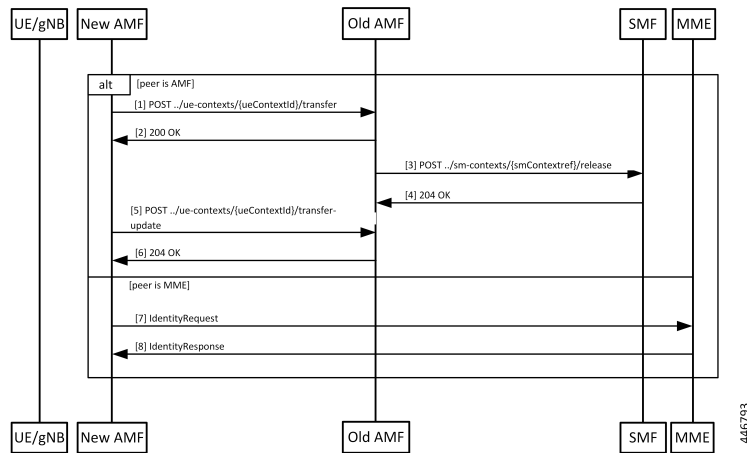 UE/gNB
New AMF
Old AMF
SMF
MME
alt
[peer is AMF]
[1] POST ../ue-contexts/{ueContextId}/transfer
[2] 200 OK
[3] POST ../sm-contexts/{smContextref}/release
[4] 204 OK
[5] POST ../ue-contexts/{ueContextId}/transfer-
update
[6] 204 OK
[peer is MME]
[7] IdentityRequest
[8] IdentityResponse
UE/gNB
New AMF
Old AMF
SMF
MME
446793